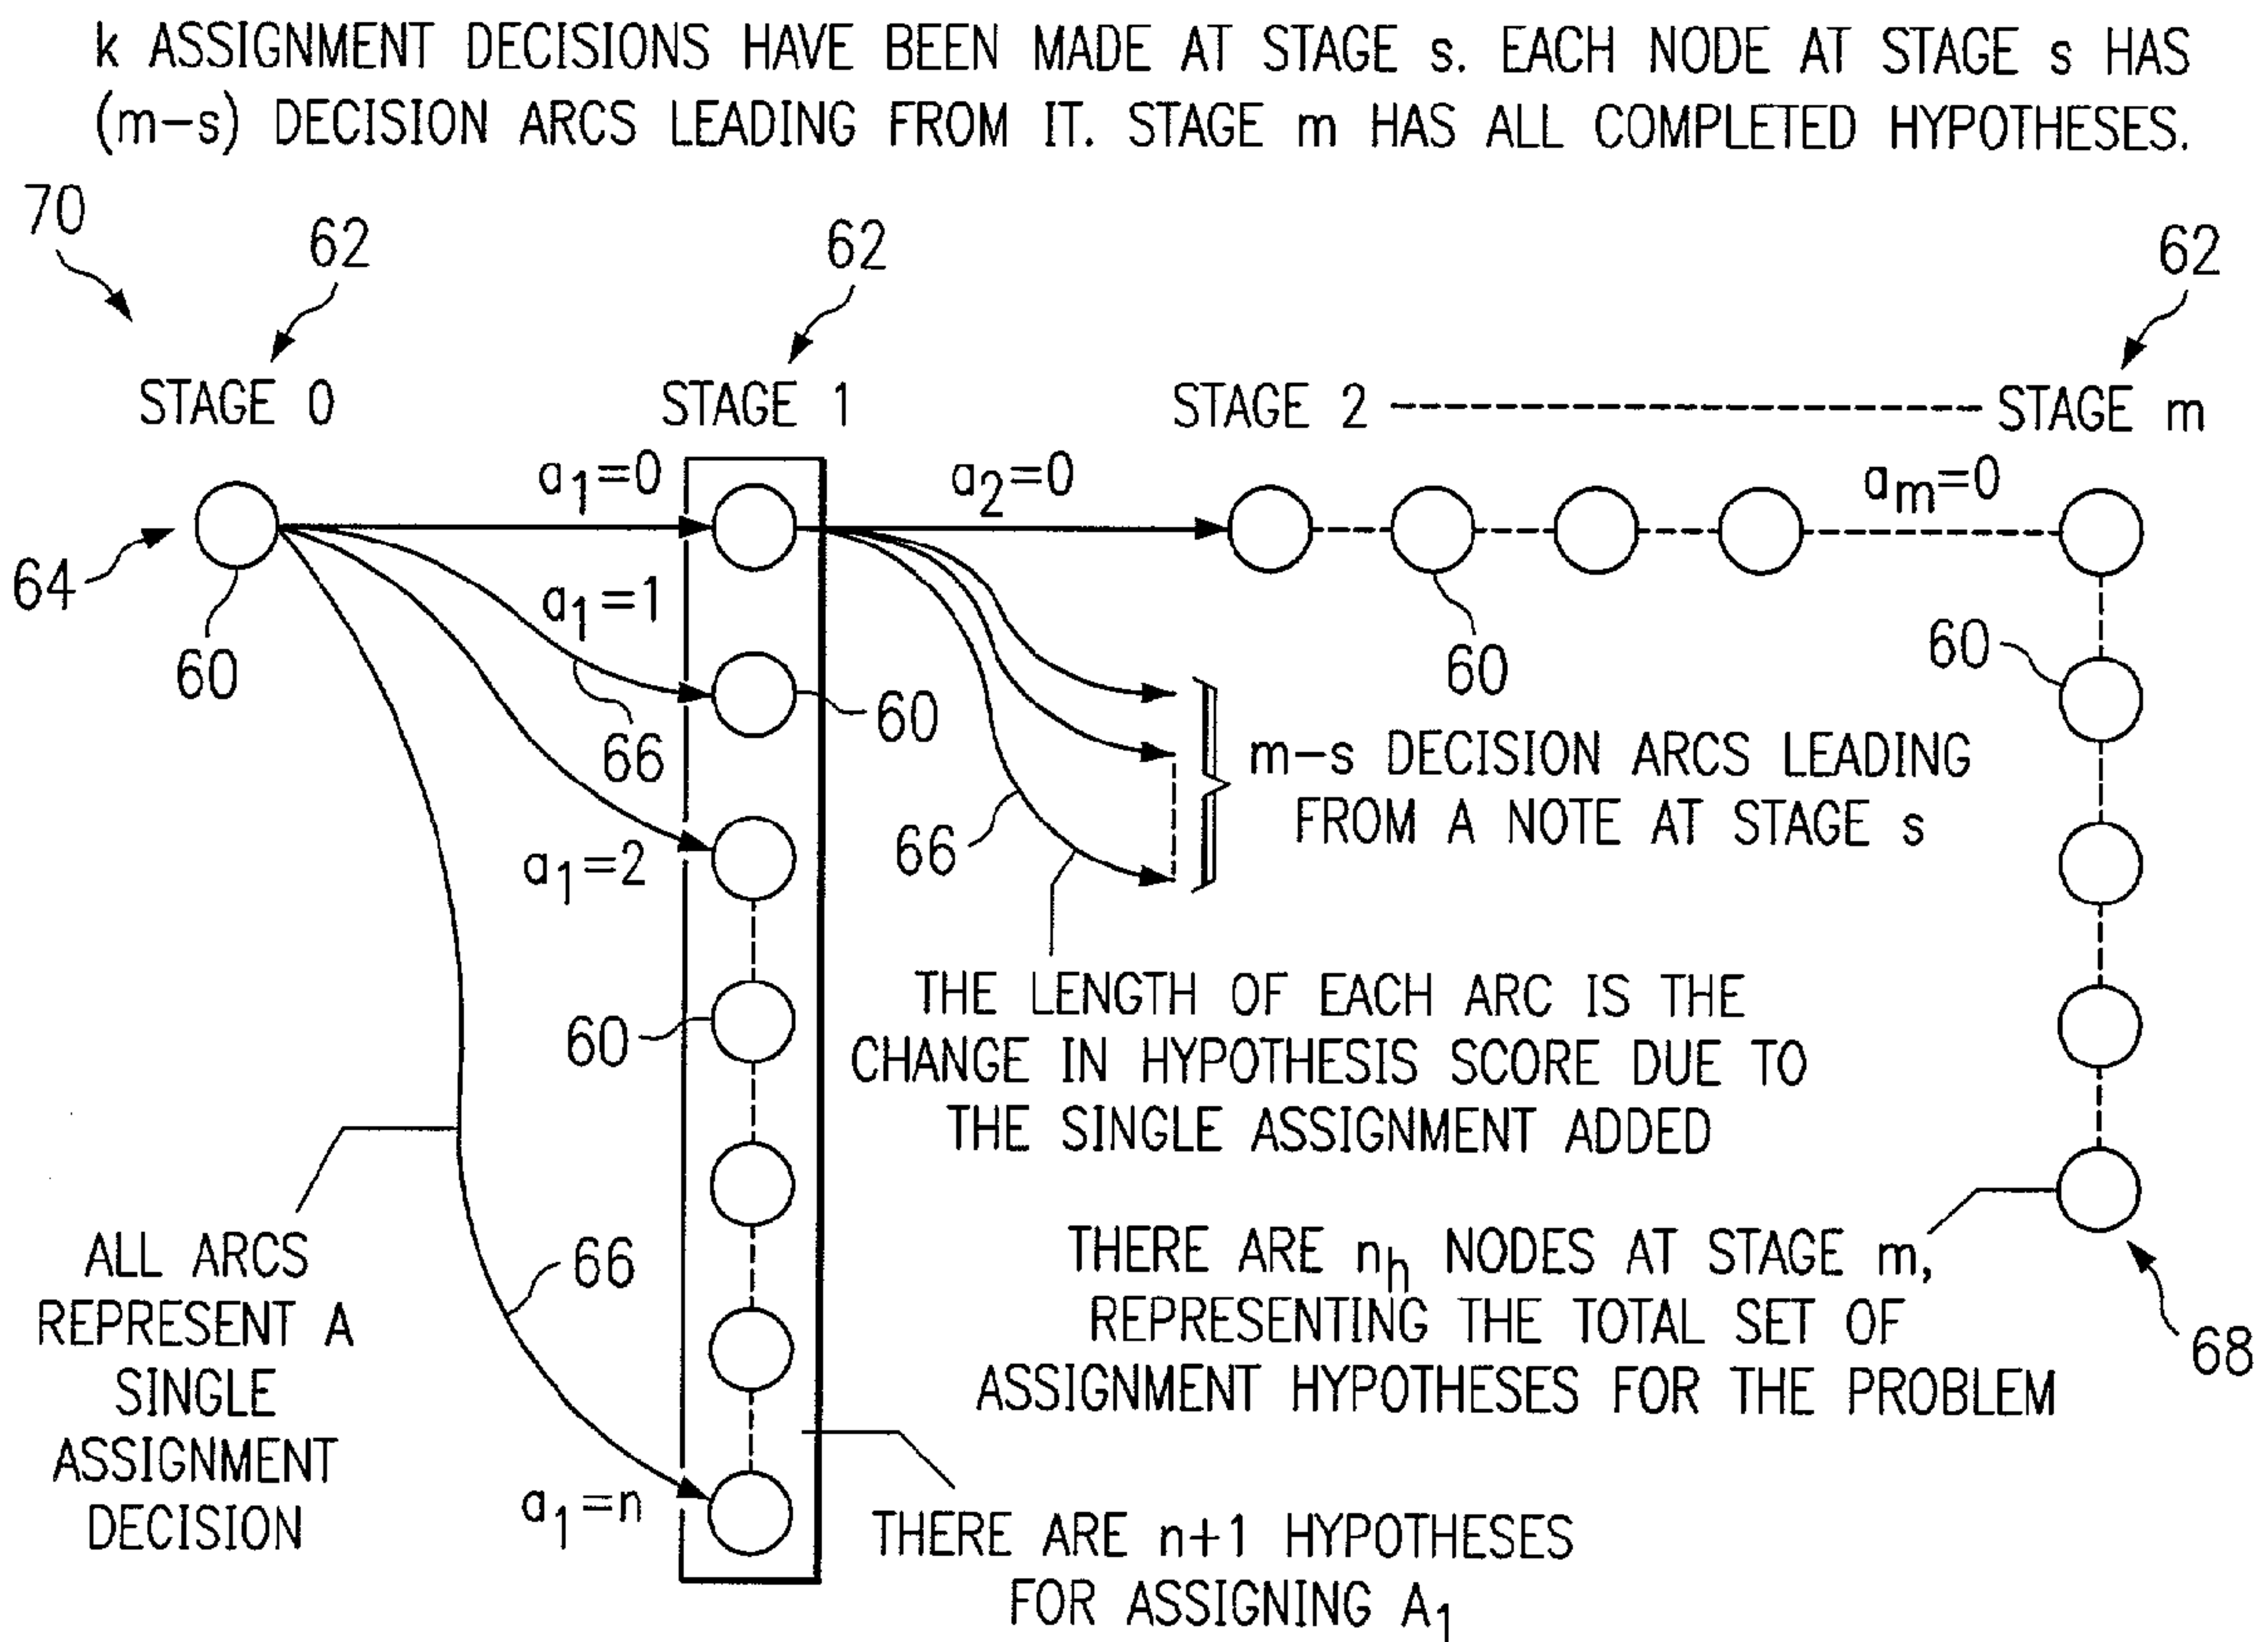 k ASSIGNMENT DECISIONS HAVE BEEN MADE AT STAGE s. EACH NODE AT STAGE s HAS
(m-s) DECISION ARCS LEADING FROM IT. STAGE m HAS ALL COMPLETED HYPOTHESES.
70
62
62
62
STAGE 0
STAGE 1
STAGE 2
STAGE m
a1=0
a2=0
am=0
64
60
a1=1
66
60
60
60
a1=2
66
m-s DECISION ARCS LEADING
FROM A NOTE AT STAGE s
60
THE LENGTH OF EACH ARC IS THE
CHANGE IN HYPOTHESIS SCORE DUE TO
THE SINGLE ASSIGNMENT ADDED
ALL ARCS
REPRESENT A
SINGLE
ASSIGNMENT
DECISION
66
THERE ARE nh NODES AT STAGE m,
REPRESENTING THE TOTAL SET OF
ASSIGNMENT HYPOTHESES FOR THE PROBLEM
68
a1=n
THERE ARE n+1 HYPOTHESES
FOR ASSIGNING A1